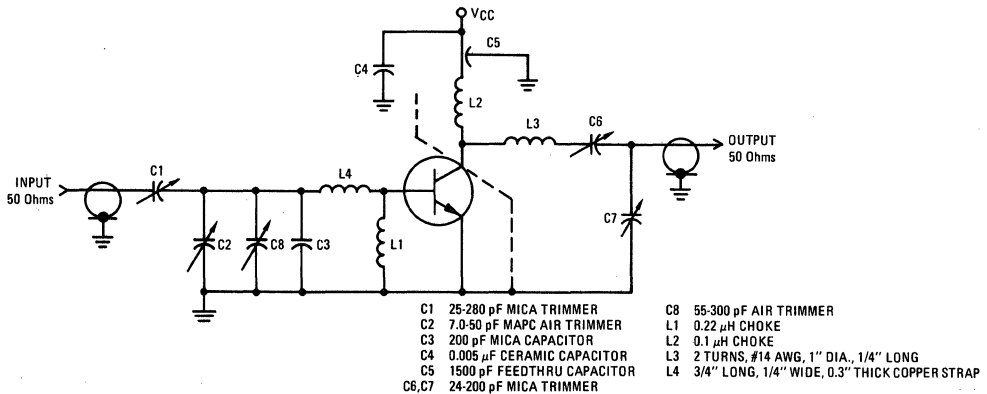 VCC
C5
C4
L2
L3
C6
OUTPUT
50 Ohms
C1
INPUT
50 Ohms
L4
C2
C8
C3
L1
C7
C1 25-280 pF MICA TRIMMER
C2 7.0-50 pF MAPC AIR TRIMMER
C3 200 pF MICA CAPACITOR
C4 0.005 μF CERAMIC CAPACITOR
C5 1500 pF FEEDTHRU CAPACITOR
C6,C7 24-200 pF MICA TRIMMER
C8 55-300 pF AIR TRIMMER
L1 0.22 μH CHOKE
L2 0.1 μH CHOKE
L3 2 TURNS, #14 AWG, 1" DIA., 1/4" LONG
L4 3/4" LONG, 1/4" WIDE, 0.3" THICK COPPER STRAP